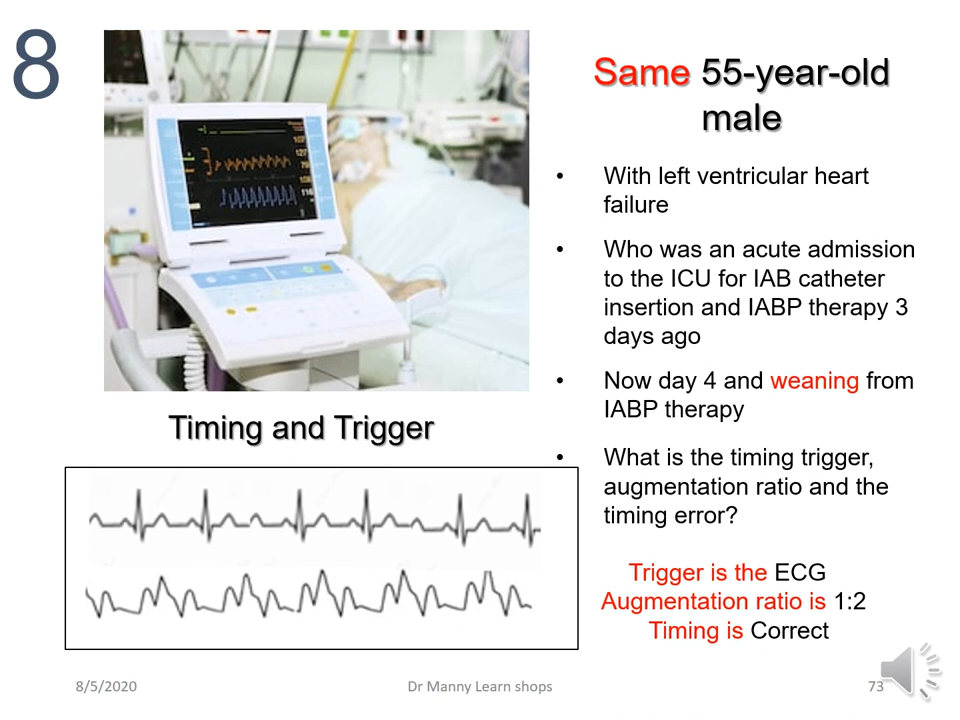 8
Same 55-year-old
male
• With left ventricular heart
failure
• Who was an acute admission
to the ICU for IAB catheter
insertion and IABP therapy 3
days ago
• Now day 4 and weaning from
IABP therapy
• What is the timing trigger,
augmentation ratio and the
timing error?
Trigger is the ECG
Augmentation ratio is 1:2
Timing is Correct
Timing and Trigger
8/5/2020
Dr Manny Learn shops
73